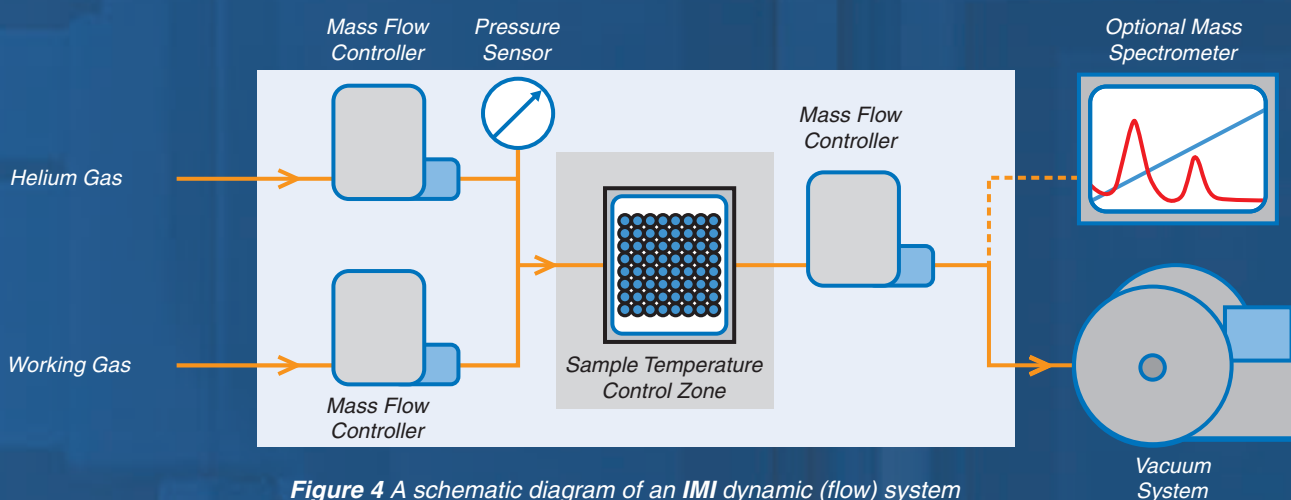 Mass Flow
Controller
Pressure
Sensor
Optional Mass
Spectrometer
Mass Flow
Controller
Helium Gas
Working Gas
Sample Temperature
Control Zone
Mass Flow
Controller
Vacuum
System
Figure 4 A schematic diagram of an IMI dynamic (flow) system